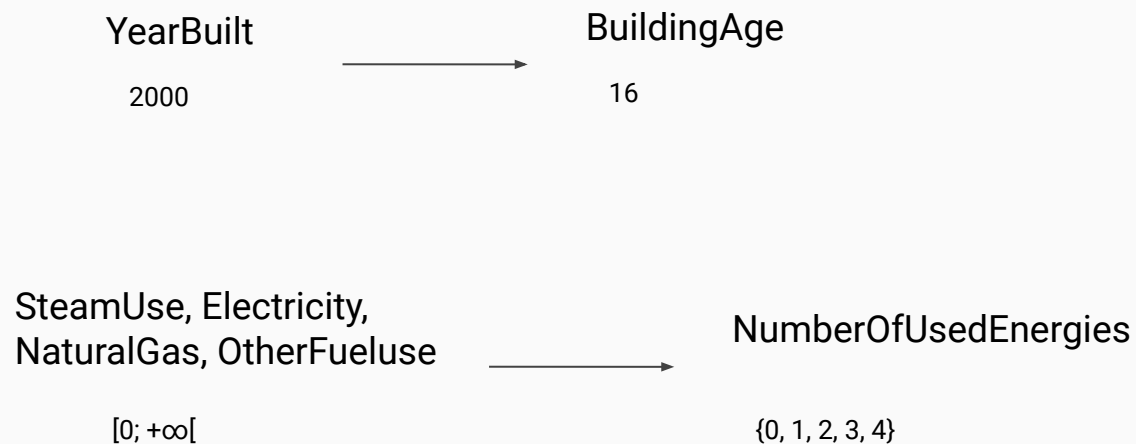 YearBuilt
BuildingAge
2000
16
SteamUse, Electricity,
NaturalGas, OtherFueluse
NumberOfUsedEnergies
[0; +∞[
{0, 1, 2, 3, 4}